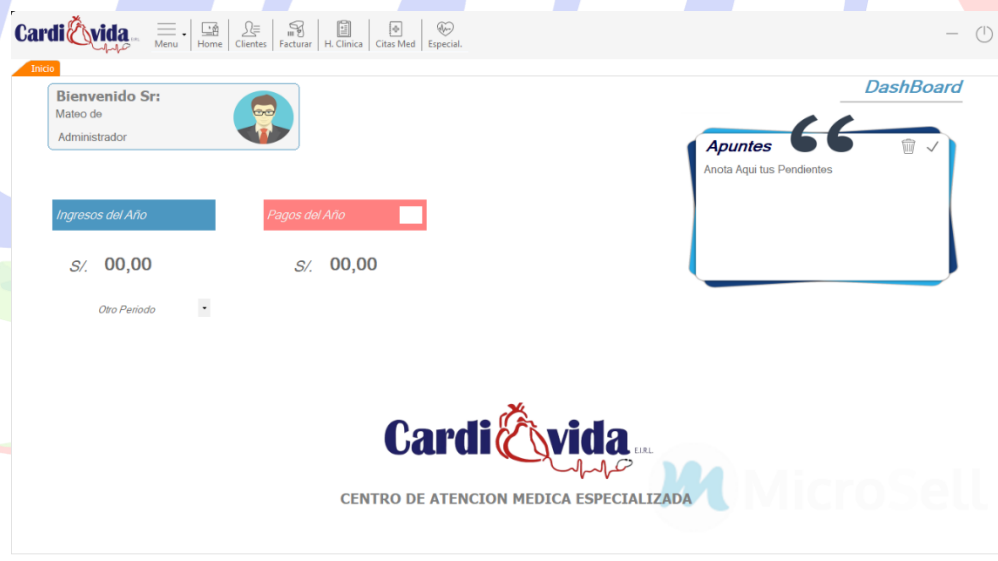 Cardi vida E.I.R.L.
Menu Home Clientes Facturar H. Clinica Citas Med Especial.
Inicio
DashBoard
Bienvenido Sr:
Mateo de
Administrador
Apuntes
Anota Aqui tus Pendientes
Ingresos del Año Pagos del Año
S/. 00,00 S/. 00,00
Otro Periodo
Cardi vida E.I.R.L.
CENTRO DE ATENCION MEDICA ESPECIALIZADA
MicroSell